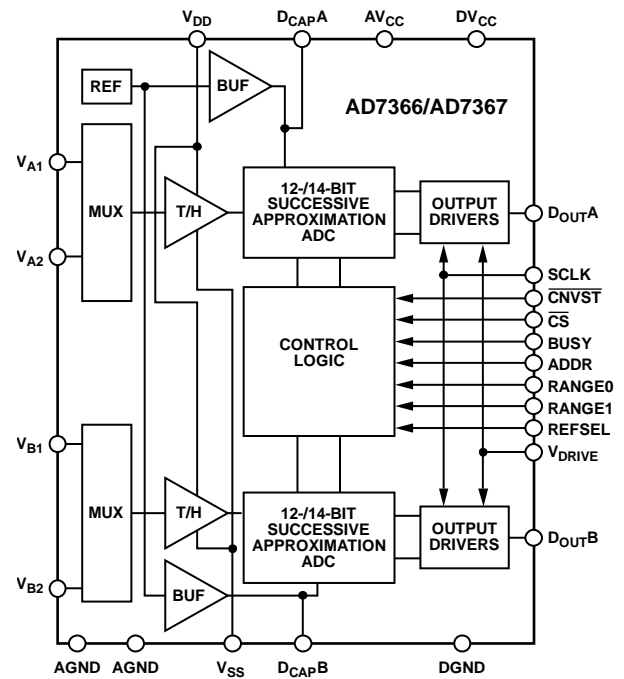 VDD
DCAPA
AVCC
DVCC
REF
BUF
AD7366/AD7367
VA1
MUX
T/H
12-/14-BIT
SUCCESSIVE
APPROXIMATION
ADC
OUTPUT
DRIVERS
DOUTA
VA2
SCLK
CNVST
CS
BUSY
ADDR
RANGE0
RANGE1
REFSEL
VDRIVE
CONTROL
LOGIC
VB1
MUX
T/H
12-/14-BIT
SUCCESSIVE
APPROXIMATION
ADC
OUTPUT
DRIVERS
DOUTB
VB2
BUF
AGND
AGND
VSS
DCAPB
DGND